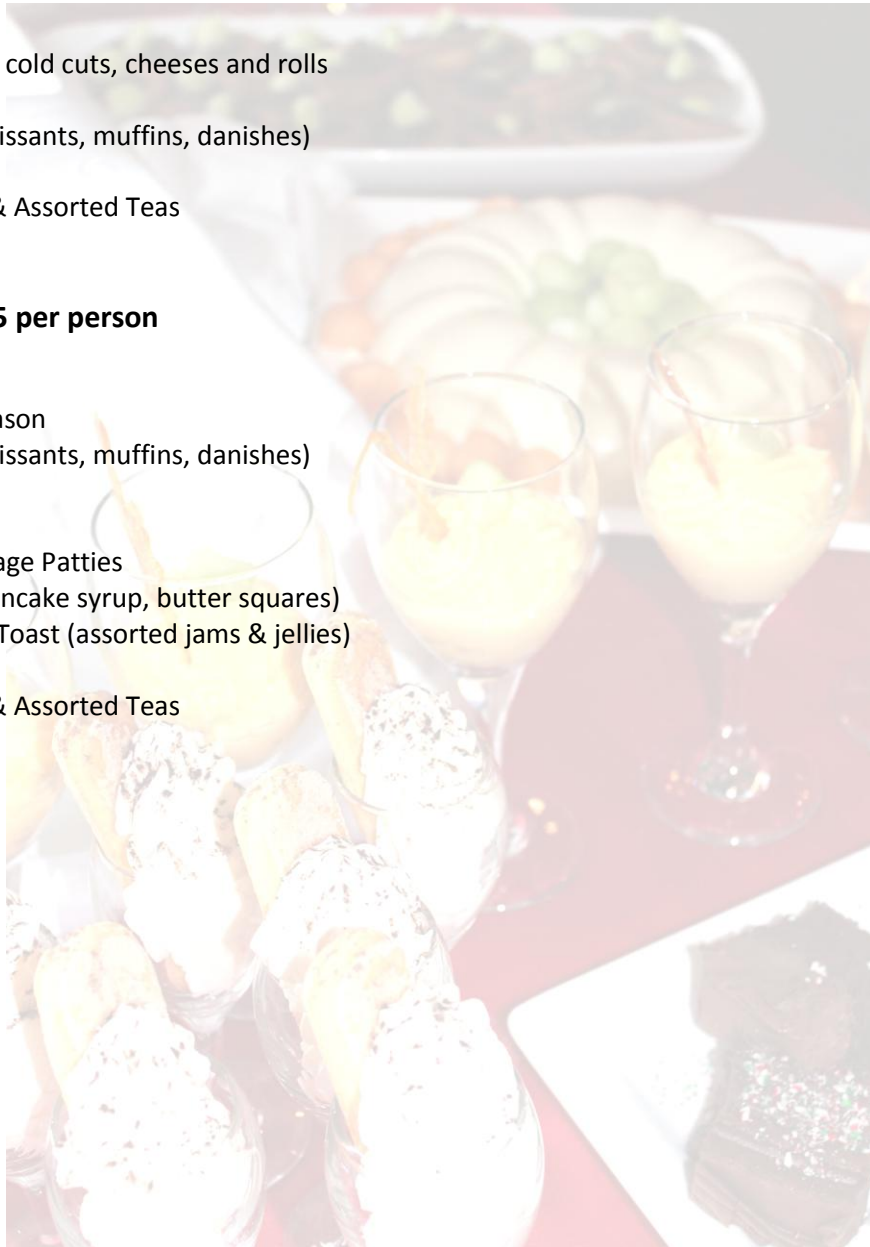 cold cuts, cheeses and rolls
issants, muffins, danishes)
& Assorted Teas
5 per person
ason
issants, muffins, danishes)
age Patties
ncake syrup, butter squares)
Toast (assorted jams & jellies)
& Assorted Teas